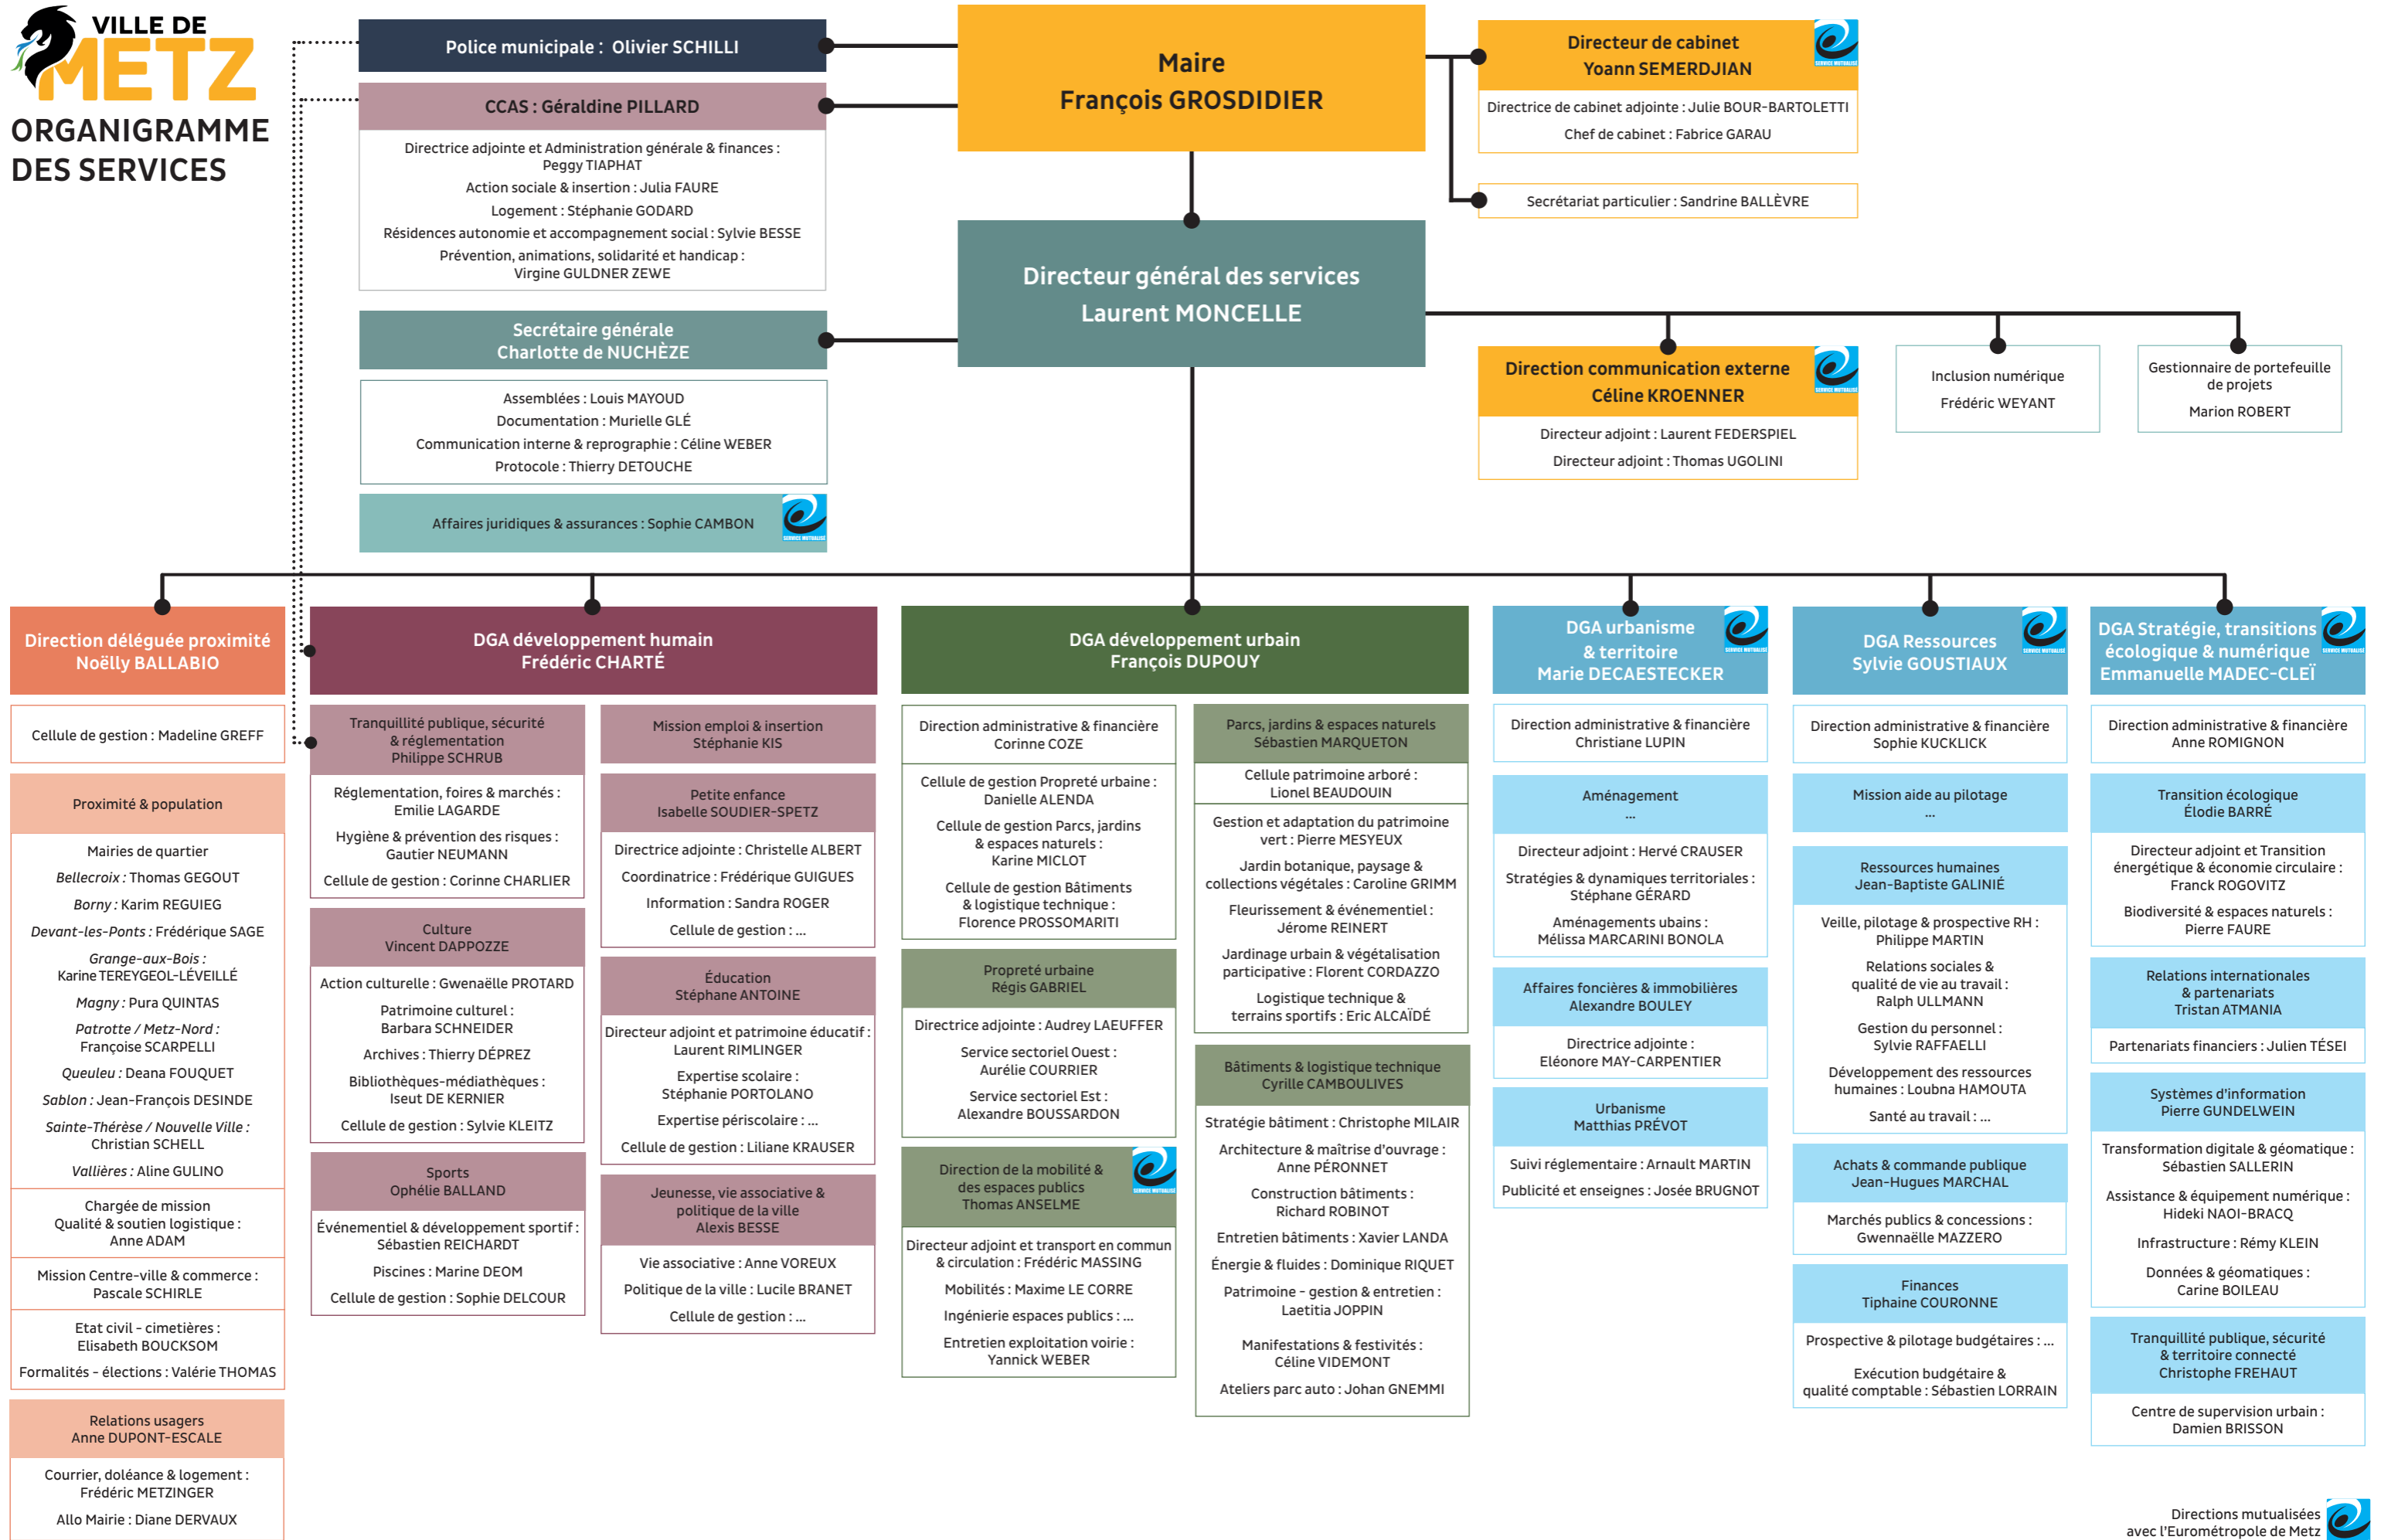 VILLE DE
METZ
ORGANIGRAMME
DES SERVICES
Police municipale : Olivier SCHILLI
CCAS : Géraldine PILLARD
Directrice adjointe et Administration générale & finances :
Peggy TIAPHAT
Action sociale & insertion : Julia FAURE
Logement : Stéphanie GODARD
Résidences autonomie et accompagnement social : Sylvie BESSE
Prévention, animations, solidarité et handicap :
Virgine GULDNER ZEWE
Maire
François GROSDIDIER
Directeur de cabinet
Yoann SEMERDJIAN
SERVICE MUTUALISÉ
Directrice de cabinet adjointe : Julie BOUR-BARTOLETTI
Chef de cabinet : Fabrice GARAU
Secrétariat particulier : Sandrine BALLÈVRE
Directeur général des services
Laurent MONCELLE
Secrétaire générale
Charlotte de NUCHÈZE
Assemblées : Louis MAYOUD
Documentation : Murielle GLÉ
Communication interne & reprographie : Céline WEBER
Protocole : Thierry DETOUCHE
Affaires juridiques & assurances : Sophie CAMBON
SERVICE MUTUALISÉ
Direction communication externe
Céline KROENNER
SERVICE MUTUALISÉ
Directeur adjoint : Laurent FEDERSPIEL
Directeur adjoint : Thomas UGOLINI
Inclusion numérique
Frédéric WEYANT
Gestionnaire de portefeuille
de projets
Marion ROBERT
Direction déléguée proximité
Noëlly BALLABIO
Cellule de gestion : Madeline GREFF
Proximité & population
Mairies de quartier
Bellecroix : Thomas GEGOUT
Borny : Karim REGUIEG
Devant-les-Ponts : Frédérique SAGE
Grange-aux-Bois :
Karine TEREYGEOL-LÉVEILLÉ
Magny : Pura QUINTAS
Patrotte / Metz-Nord :
Françoise SCARPELLI
Queuleu : Deana FOUQUET
Sablon : Jean-François DESINDE
Sainte-Thérèse / Nouvelle Ville :
Christian SCHELL
Vallières : Aline GULINO
Chargée de mission
Qualité & soutien logistique :
Anne ADAM
Mission Centre-ville & commerce :
Pascale SCHIRLE
Etat civil - cimetières :
Elisabeth BOUCKSOM
Formalités - élections : Valérie THOMAS
Relations usagers
Anne DUPONT-ESCALE
Courrier, doléance & logement :
Frédéric METZINGER
Allo Mairie : Diane DERVAUX
DGA développement humain
Frédéric CHARTÉ
Tranquillité publique, sécurité
& réglementation
Philippe SCHRUB
Réglementation, foires & marchés :
Emilie LAGARDE
Hygiène & prévention des risques :
Gautier NEUMANN
Cellule de gestion : Corinne CHARLIER
Culture
Vincent DAPPOZZE
Action culturelle : Gwenaëlle PROTARD
Patrimoine culturel :
Barbara SCHNEIDER
Archives : Thierry DÉPREZ
Bibliothèques-médiathèques :
Iseut DE KERNIER
Cellule de gestion : Sylvie KLEITZ
Sports
Ophélie BALLAND
Événementiel & développement sportif :
Sébastien REICHARDT
Piscines : Marine DEOM
Cellule de gestion : Sophie DELCOUR
Mission emploi & insertion
Stéphanie KIS
Petite enfance
Isabelle SOUDIER-SPETZ
Directrice adjointe : Christelle ALBERT
Coordinatrice : Frédérique GUIGUES
Information : Sandra ROGER
Cellule de gestion : ...
Éducation
Stéphane ANTOINE
Directeur adjoint et patrimoine éducatif :
Laurent RIMLINGER
Expertise scolaire :
Stéphanie PORTOLANO
Expertise périscolaire : ...
Cellule de gestion : Liliane KRAUSER
Jeunesse, vie associative &
politique de la ville
Alexis BESSE
Vie associative : Anne VOREUX
Politique de la ville : Lucile BRANET
Cellule de gestion : ...
DGA développement urbain
François DUPOUY
Direction administrative & financière
Corinne COZE
Cellule de gestion Propreté urbaine :
Danielle ALENDA
Cellule de gestion Parcs, jardins
& espaces naturels :
Karine MICLOT
Cellule de gestion Bâtiments
& logistique technique :
Florence PROSSOMARITI
Propreté urbaine
Régis GABRIEL
Directrice adjointe : Audrey LAEUFFER
Service sectoriel Ouest :
Aurélie COURRIER
Service sectoriel Est :
Alexandre BOUSSARDON
Direction de la mobilité &
des espaces publics
Thomas ANSELME
SERVICE MUTUALISÉ
Directeur adjoint et transport en commun
& circulation : Frédéric MASSING
Mobilités : Maxime LE CORRE
Ingénierie espaces publics : ...
Entretien exploitation voirie :
Yannick WEBER
Parcs, jardins & espaces naturels
Sébastien MARQUETON
Cellule patrimoine arboré :
Lionel BEAUDOUIN
Gestion et adaptation du patrimoine
vert : Pierre MESYEUX
Jardin botanique, paysage &
collections végétales : Caroline GRIMM
Fleurissement & événementiel :
Jérome REINERT
Jardinage urbain & végétalisation
participative : Florent CORDAZZO
Logistique technique &
terrains sportifs : Eric ALCAÏDÉ
Bâtiments & logistique technique
Cyrille CAMBOULIVES
Stratégie bâtiment : Christophe MILAIR
Architecture & maîtrise d'ouvrage :
Anne PÉRONNET
Construction bâtiments :
Richard ROBINOT
Entretien bâtiments : Xavier LANDA
Énergie & fluides : Dominique RIQUET
Patrimoine - gestion & entretien :
Laetitia JOPPIN
Manifestations & festivités :
Céline VIDEMONT
Ateliers parc auto : Johan GNEMMI
DGA urbanisme
& territoire
Marie DECAESTECKER
SERVICE MUTUALISÉ
Direction administrative & financière
Christiane LUPIN
Aménagement
...
Directeur adjoint : Hervé CRAUSER
Stratégies & dynamiques territoriales :
Stéphane GÉRARD
Aménagements ubains :
Mélissa MARCARINI BONOLA
Affaires foncières & immobilières
Alexandre BOULEY
Directrice adjointe :
Eléonore MAY-CARPENTIER
Urbanisme
Matthias PRÉVOT
Suivi réglementaire : Arnault MARTIN
Publicité et enseignes : Josée BRUGNOT
DGA Ressources
Sylvie GOUSTIAUX
SERVICE MUTUALISÉ
Direction administrative & financière
Sophie KUCKLICK
Mission aide au pilotage
...
Ressources humaines
Jean-Baptiste GALINIÉ
Veille, pilotage & prospective RH :
Philippe MARTIN
Relations sociales &
qualité de vie au travail :
Ralph ULLMANN
Gestion du personnel :
Sylvie RAFFAELLI
Développement des ressources
humaines : Loubna HAMOUTA
Santé au travail : ...
Achats & commande publique
Jean-Hugues MARCHAL
Marchés publics & concessions :
Gwennaëlle MAZZERO
Finances
Tiphaine COURONNE
Prospective & pilotage budgétaires : ...
Exécution budgétaire &
qualité comptable : Sébastien LORRAIN
DGA Stratégie, transitions
écologique & numérique
Emmanuelle MADEC-CLEÏ
SERVICE MUTUALISÉ
Direction administrative & financière
Anne ROMIGNON
Transition écologique
Élodie BARRÉ
Directeur adjoint et Transition
énergétique & économie circulaire :
Franck ROGOVITZ
Biodiversité & espaces naturels :
Pierre FAURE
Relations internationales
& partenariats
Tristan ATMANIA
Partenariats financiers : Julien TÉSEI
Systèmes d'information
Pierre GUNDELWEIN
Transformation digitale & géomatique :
Sébastien SALLERIN
Assistance & équipement numérique :
Hideki NAOI-BRACQ
Infrastructure : Rémy KLEIN
Données & géomatiques :
Carine BOILEAU
Tranquillité publique, sécurité
& territoire connecté
Christophe FREHAUT
Centre de supervision urbain :
Damien BRISSON
Directions mutualisées
avec l'Eurométropole de Metz